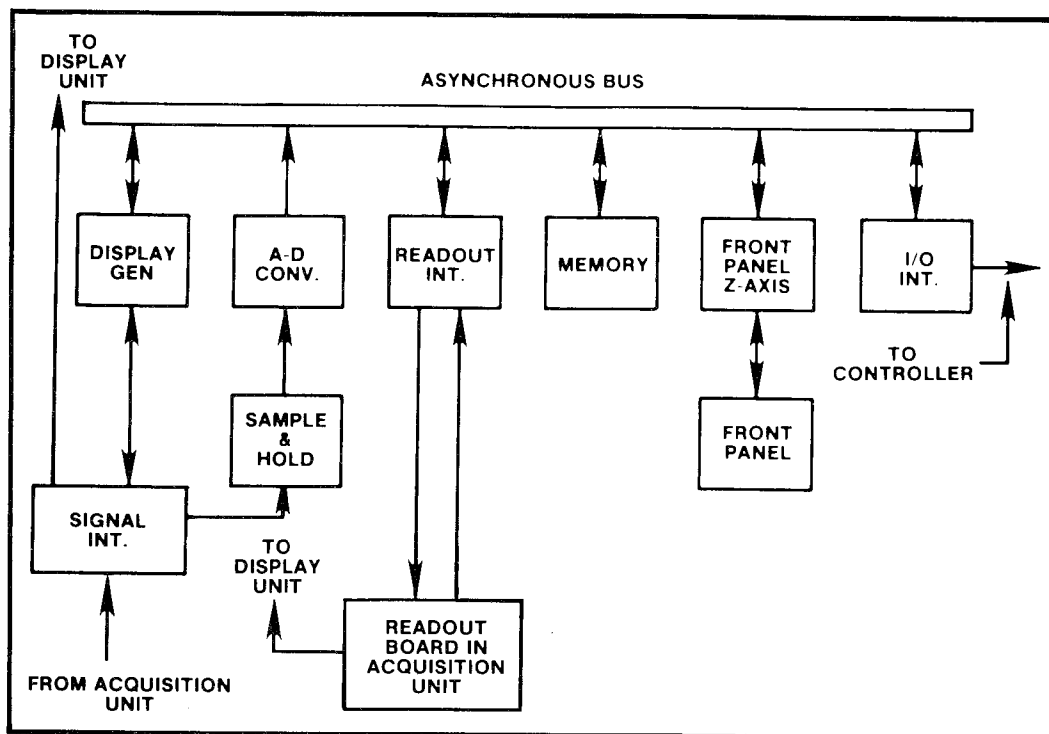 TO
DISPLAY
UNIT
ASYNCHRONOUS BUS
DISPLAY
GEN
A-D
CONV.
READOUT
INT.
MEMORY
FRONT
PANEL
Z-AXIS
I/O
INT.
TO
CONTROLLER
SAMPLE
&
HOLD
FRONT
PANEL
SIGNAL
INT.
TO
DISPLAY
UNIT
READOUT
BOARD IN
ACQUISITION
UNIT
FROM ACQUISITION
UNIT